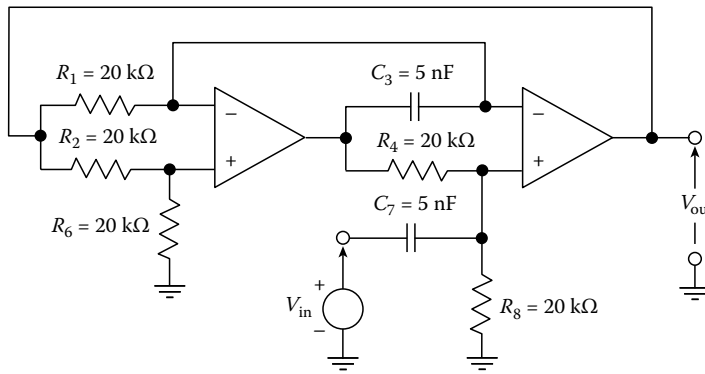 R1 = 20 kΩ
C3 = 5 nF
R2 = 20 kΩ
R4 = 20 kΩ
−
+
−
+
R6 = 20 kΩ
C7 = 5 nF
Vou
+
Vin
−
R8 = 20 kΩ